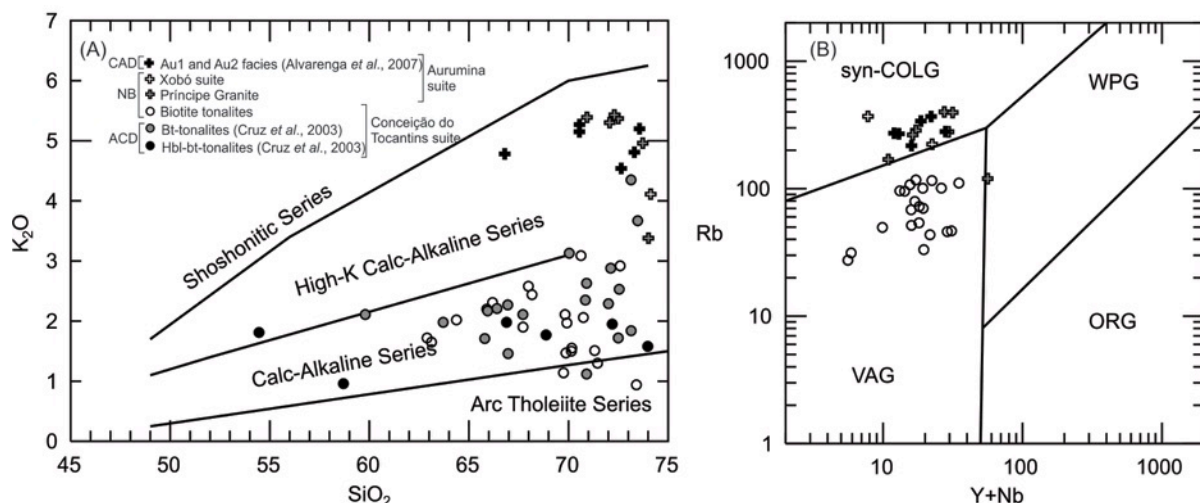 7
6
5
4
3
2
1
0
K2O
(A)
CAD
NB
ACD
Au1 and Au2 facies (Alvarenga et al., 2007)
Xobó suite
Príncipe Granite
Biotite tonalites
Bt-tonalites (Cruz et al., 2003)
Hbl-bt-tonalites (Cruz et al., 2003)
Aurumina
suite
Conceição do
Tocantins suite
Shoshonitic Series
High-K Calc-Alkaline Series
Calc-Alkaline Series
Arc Tholeiite Series
45 50 55 60 65 70 75
SiO2
(B)
1000
100
10
1
Rb
syn-COLG
WPG
VAG
ORG
10 100 1000
Y+Nb